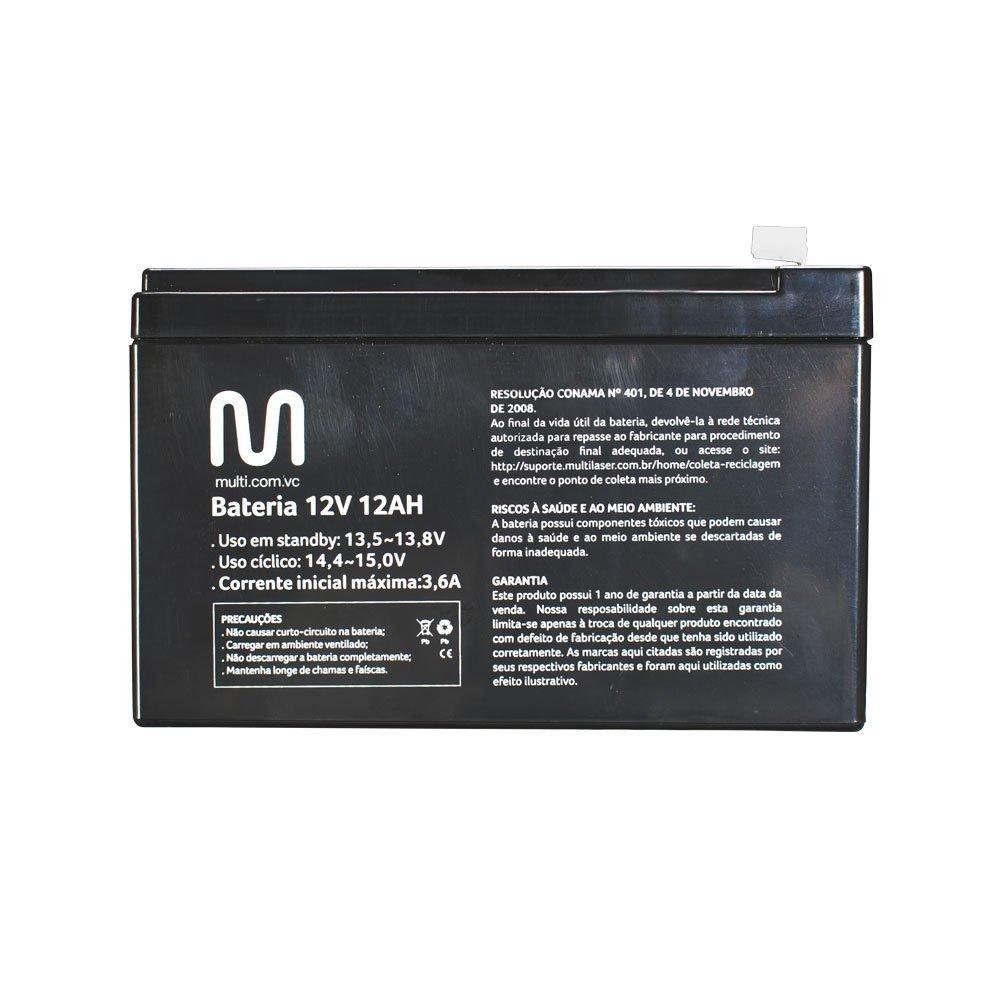 M
multi.com.vc
Bateria 12V 12AH
. Uso em standby: 13,5~13,8V
. Uso cíclico: 14,4~15,0V
. Corrente inicial máxima:3,6A
PRECAUÇÕES
. Não causar curto-circuito na bateria;
. Carregar em ambiente ventilado;
. Não descarregar a bateria completamente;
. Mantenha longe de chamas e faíscas.
Pb Pb
CE
RESOLUÇÃO CONAMA Nº 401, DE 4 DE NOVEMBRO
DE 2008.
Ao final da vida útil da bateria, devolvê-la à rede técnica
autorizada para repasse ao fabricante para procedimento
de destinação final adequada, ou acesse o site:
http://suporte.multilaser.com.br/home/coleta-reciclagem
e encontre o ponto de coleta mais próximo.
RISCOS À SAÚDE E AO MEIO AMBIENTE:
A bateria possui componentes tóxicos que podem causar
danos à saúde e ao meio ambiente se descartadas de
forma inadequada.
GARANTIA
Este produto possui 1 ano de garantia a partir da data da
venda. Nossa resposabilidade sobre esta garantia
limita-se apenas à troca de qualquer produto encontrado
com defeito de fabricação desde que tenha sido utilizado
corretamente. As marcas aqui citadas são registradas por
seus respectivos fabricantes e foram aqui utilizadas como
efeito ilustrativo.